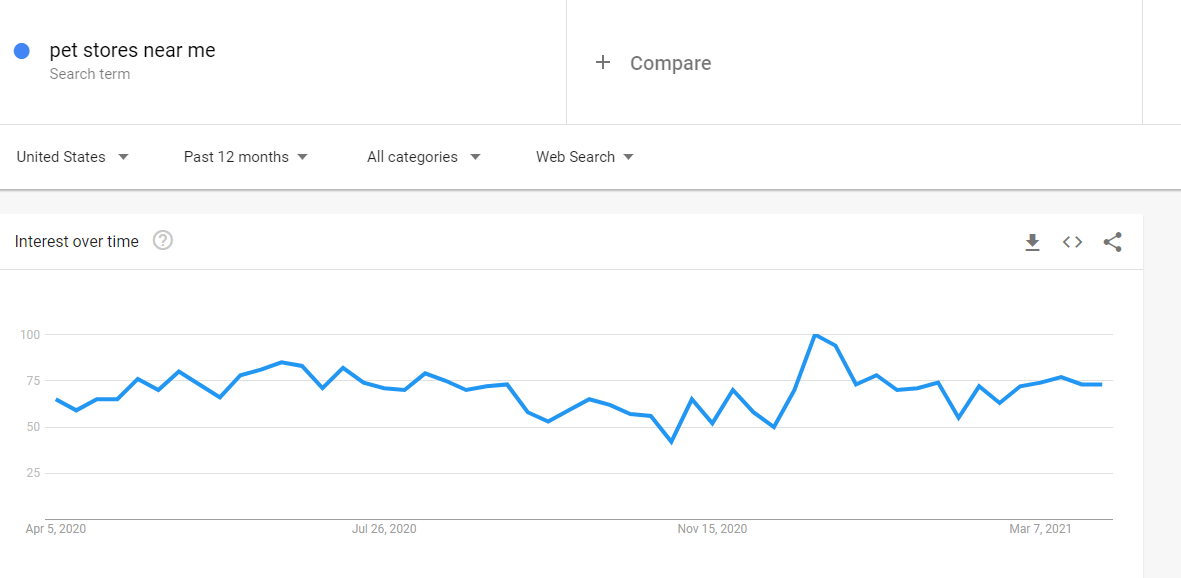 pet stores near me
Search term
+ Compare
United States
Past 12 months
All categories
Web Search
Interest over time ?
100
75
50
25
Apr 5, 2020
Jul 26, 2020
Nov 15, 2020
Mar 7, 2021